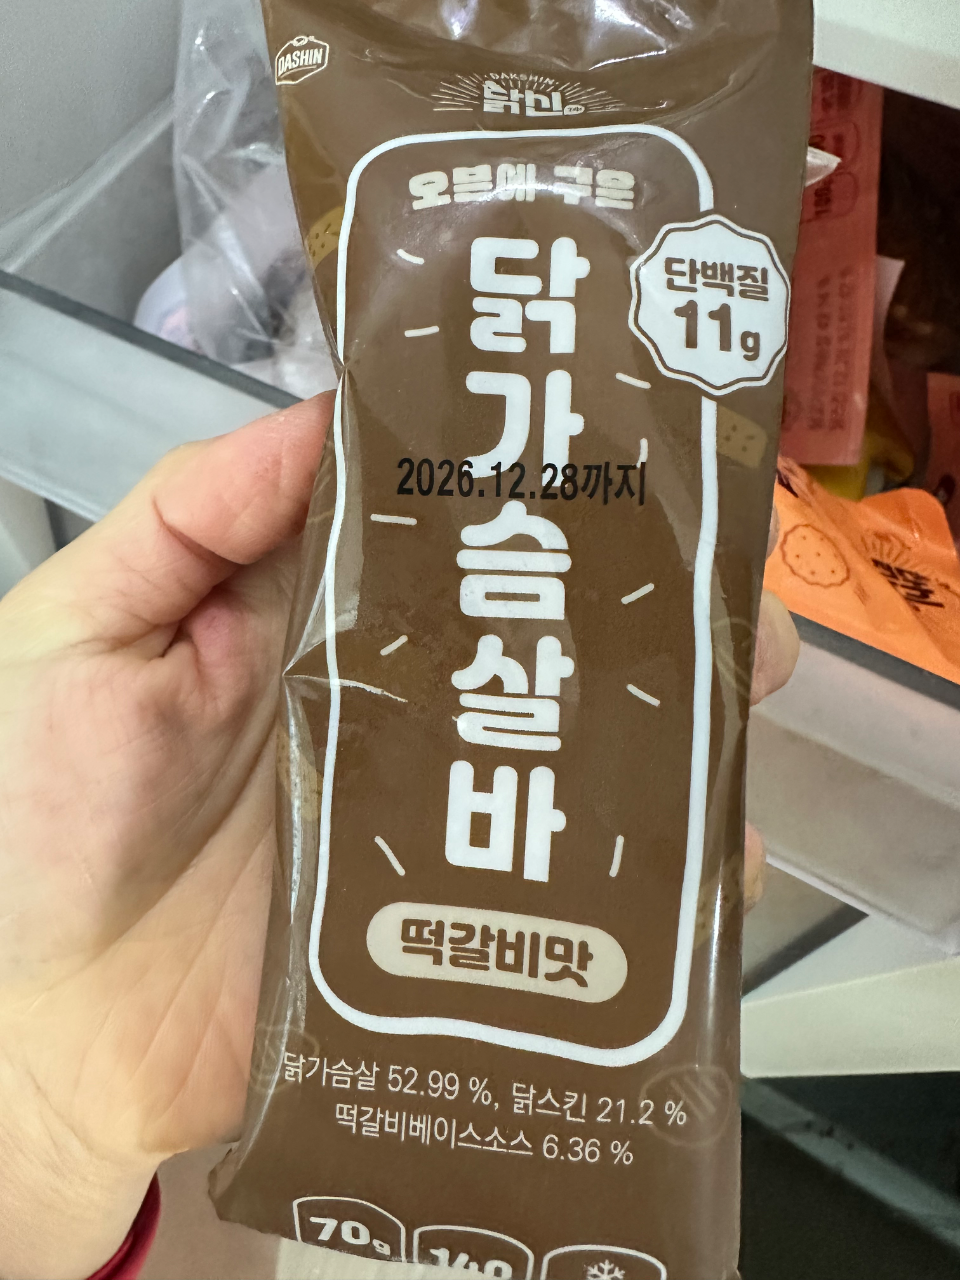 DASHIN
DAKSHIN
닭신
오븐에 구운
닭가슴살바
단백질
11g
2026.12.28까지
떡갈비맛
닭가슴살 52.99 %, 닭스킨 21.2 %
떡갈비베이스소스 6.36 %
70g
140